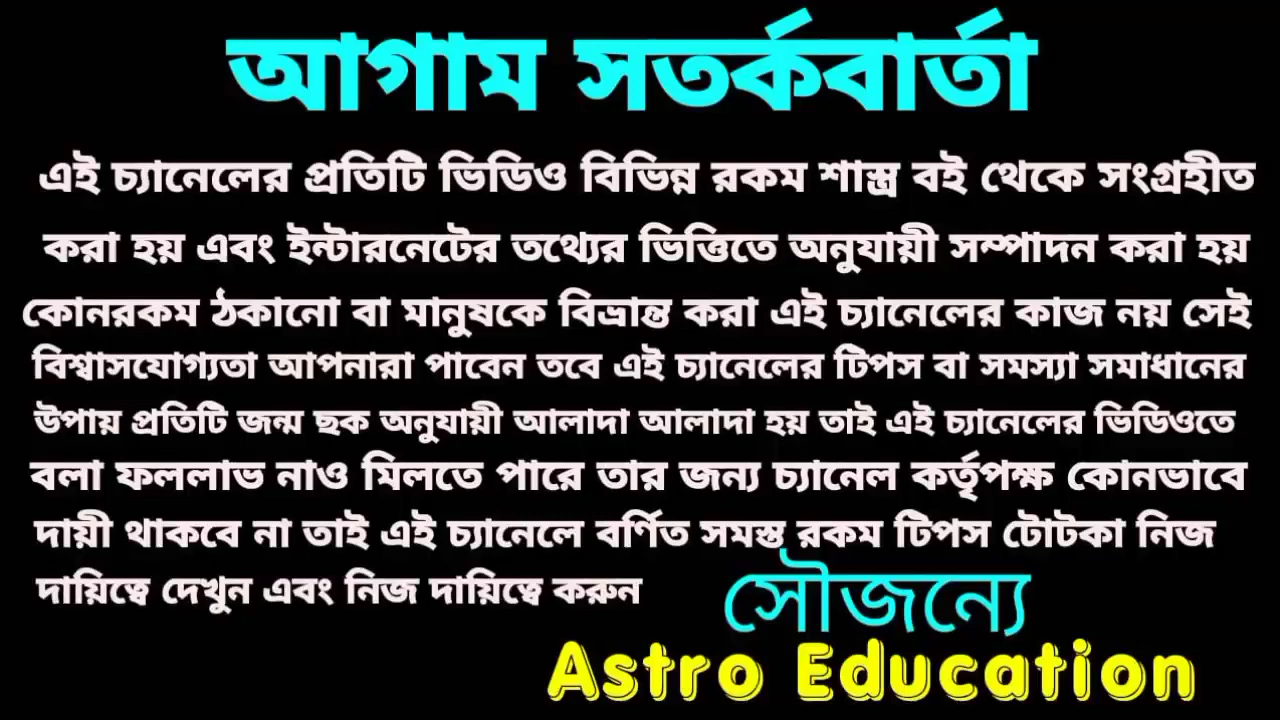 আগাম সতর্কবার্তা
এই চ্যানেলের প্রতিটি ভিডিও বিভিন্ন রকম শাস্ত্র বই থেকে সংগ্রহীত
করা হয় এবং ইন্টারনেটের তথ্যের ভিত্তিতে অনুযায়ী সম্পাদন করা হয়
কোনরকম ঠকানো বা মানুষকে বিভ্রান্ত করা এই চ্যানেলের কাজ নয় সেই
বিশ্বাসযোগ্যতা আপনারা পাবেন তবে এই চ্যানেলের টিপস বা সমস্যা সমাধানের
উপায় প্রতিটি জন্ম ছক অনুযায়ী আলাদা আলাদা হয় তাই এই চ্যানেলের ভিডিওতে
বলা ফললাভ নাও মিলতে পারে তার জন্য চ্যানেল কর্তৃপক্ষ কোনভাবে
দায়ী থাকবে না তাই এই চ্যানেলে বর্ণিত সমস্ত রকম টিপস টোটকা নিজ
দায়িত্বে দেখুন এবং নিজ দায়িত্বে করুন
সৌজন্যে
Astro Education